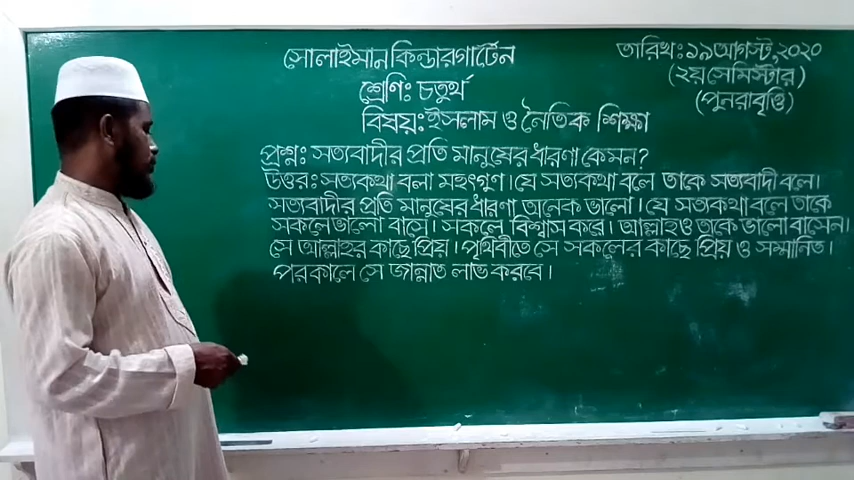 সোলাইমান কিন্ডারগার্টেন
তারিখঃ ১৯ আগস্ট, ২০২০
(২য় সেমিস্টার)
শ্রেণিঃ চতুর্থ
(পুনরাবৃত্তি)
বিষয়ঃ ইসলাম ও নৈতিক শিক্ষা
প্রশ্নঃ সত্যবাদীর প্রতি মানুষের ধারণা কেমন?
উত্তরঃ সত্যকথা বলা মহৎগুণ। যে সত্যকথা বলে তাকে সত্যবাদী বলে।
সত্যবাদীর প্রতি মানুষের ধারণা অনেক ভালো। যে সত্যকথা বলে তাকে
সকলে ভালো বাসে। সকলে বিশ্বাস করে। আল্লাহও তাকে ভালো বাসেন।
সে আল্লাহর কাছে প্রিয়। পৃথিবীতে সে সকলের কাছে প্রিয় ও সম্মানিত।
পরকালে সে জান্নাত লাভ করবে।